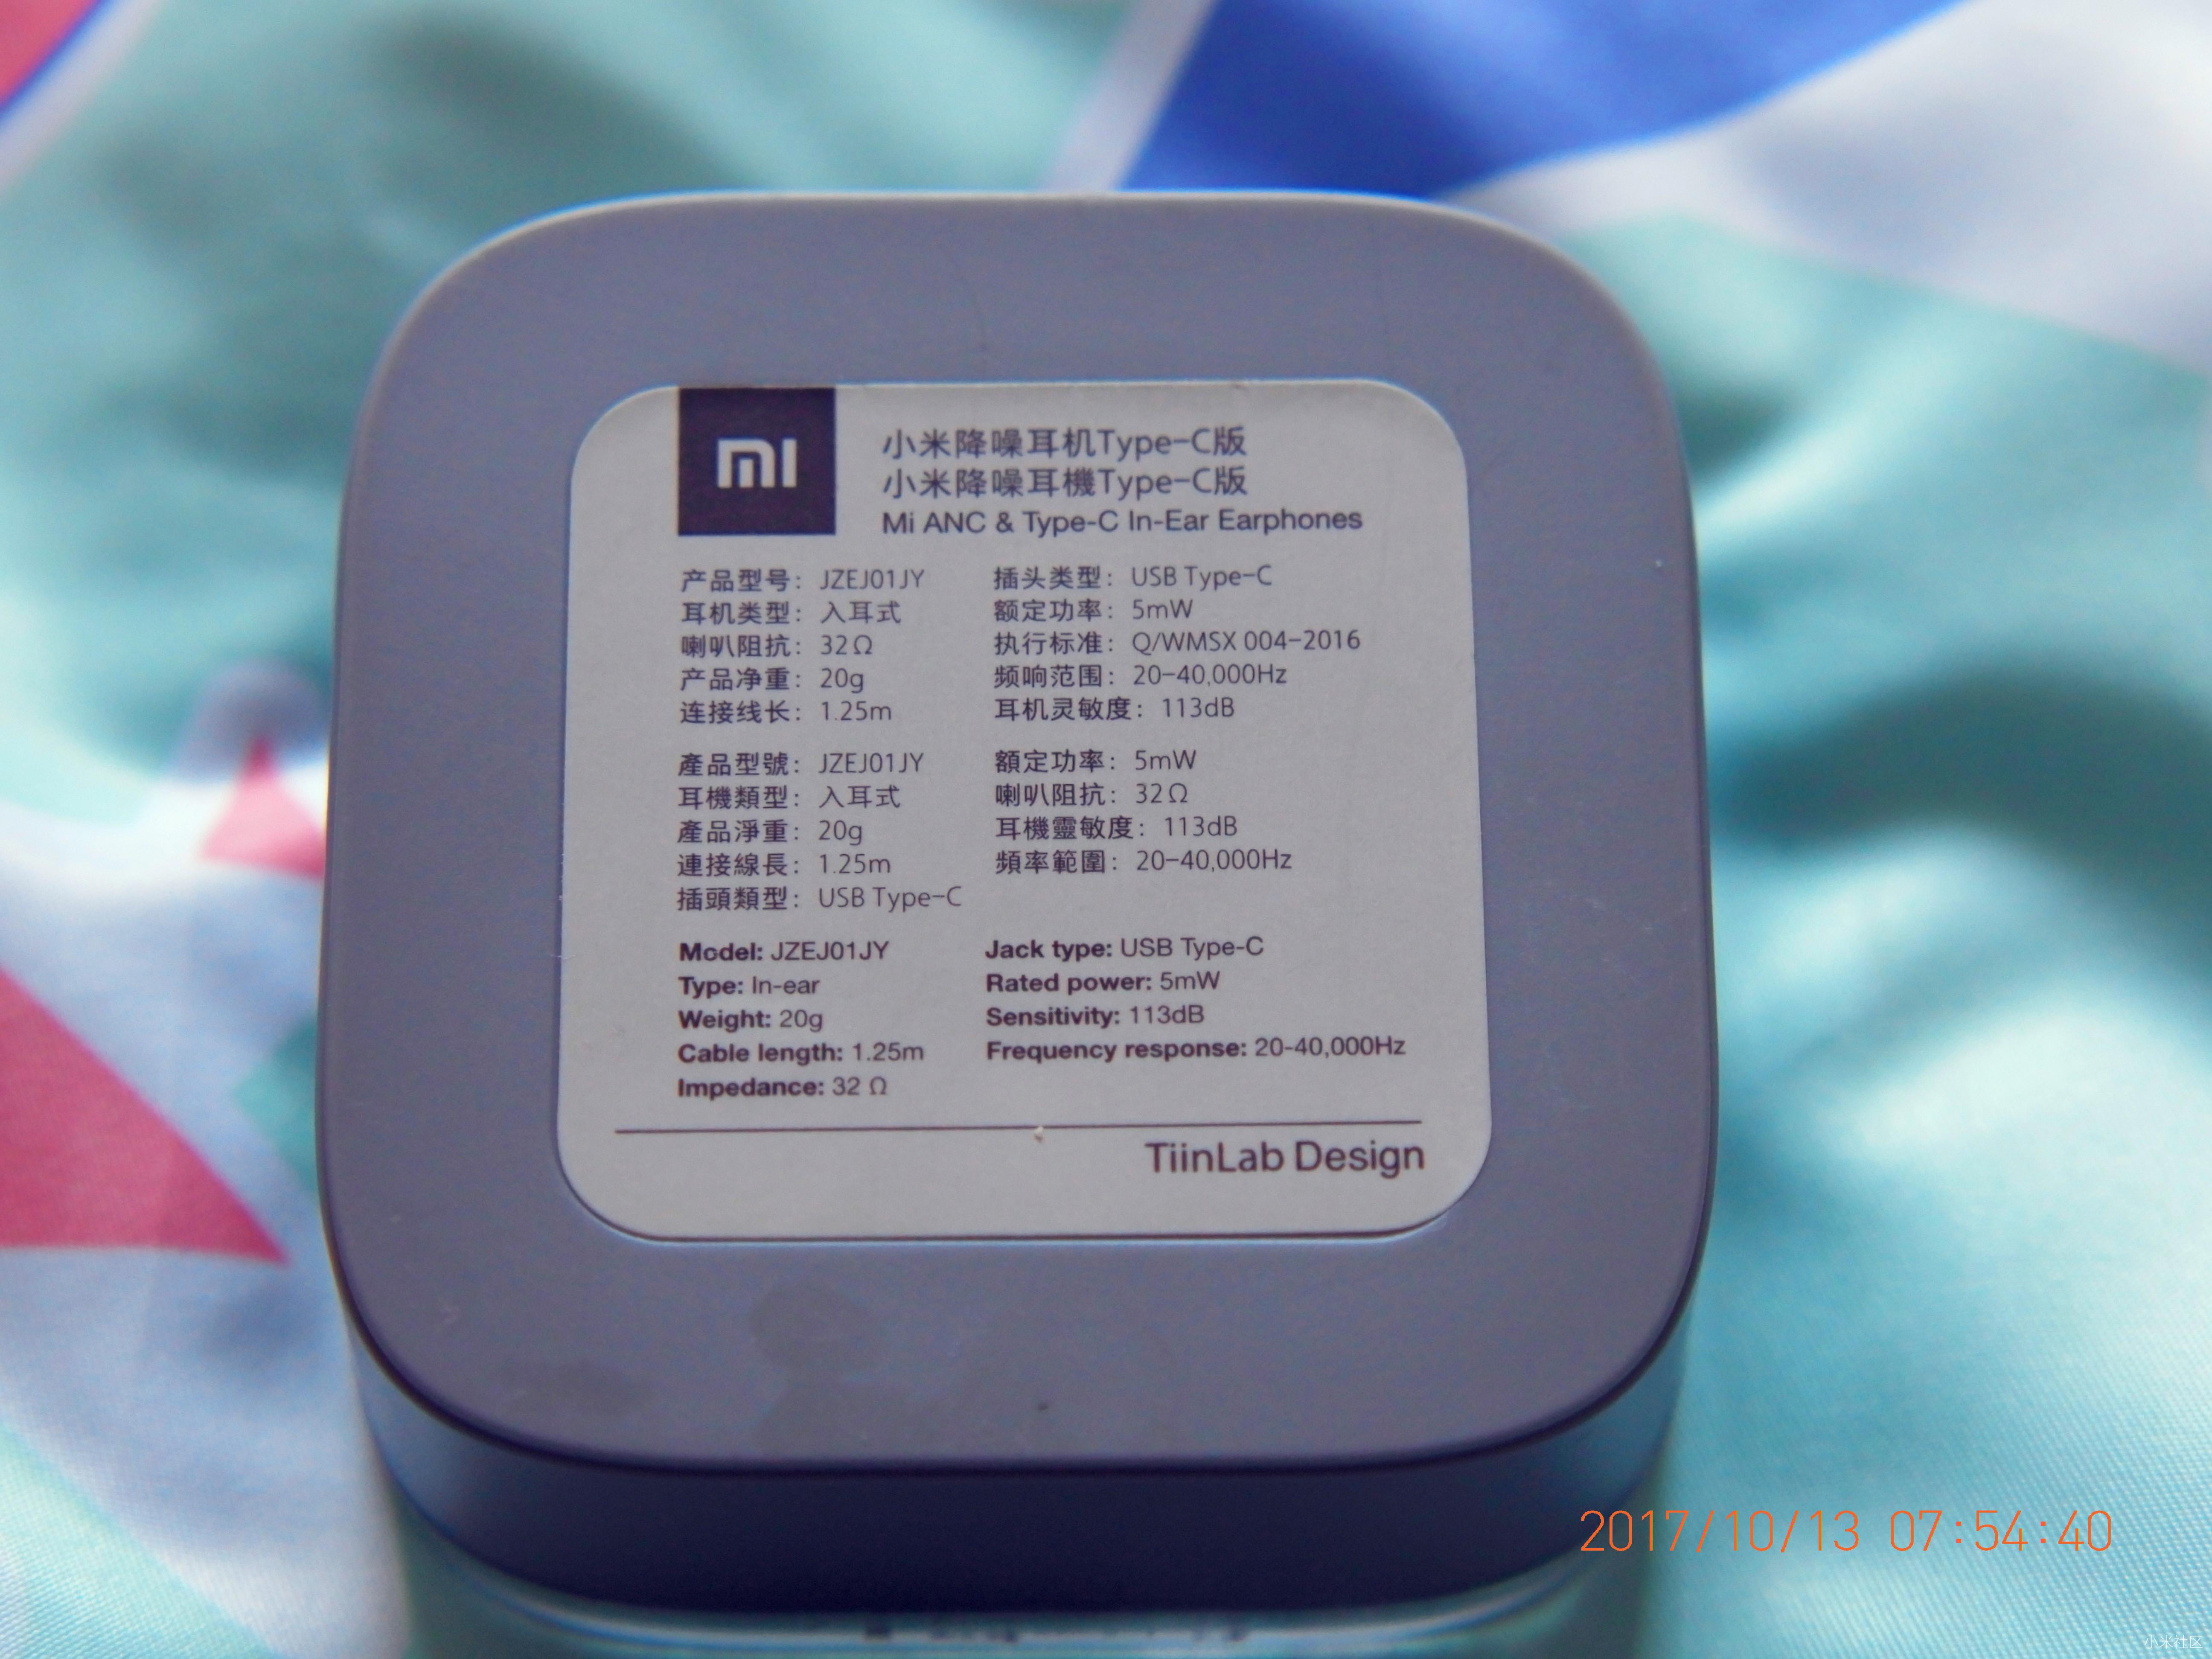 mi
小米降噪耳机Type-C版
小米降噪耳機Type-C版
Mi ANC & Type-C In-Ear Earphones
产品型号: JZEJ01JY
耳机类型: 入耳式
喇叭阻抗: 32Ω
产品净重: 20g
连接线长: 1.25m
插头类型: USB Type-C
额定功率: 5mW
执行标准: Q/WMSX 004-2016
频响范围: 20-40,000Hz
耳机灵敏度: 113dB
產品型號: JZEJ01JY
耳機類型: 入耳式
產品淨重: 20g
連接線長: 1.25m
插頭類型: USB Type-C
額定功率: 5mW
喇叭阻抗: 32Ω
耳機靈敏度: 113dB
頻率範圍: 20-40,000Hz
Model: JZEJ01JY
Type: In-ear
Weight: 20g
Cable length: 1.25m
Impedance: 32 Ω
Jack type: USB Type-C
Rated power: 5mW
Sensitivity: 113dB
Frequency response: 20-40,000Hz
TiinLab Design
2017/10/13 07:54:40
小米社区